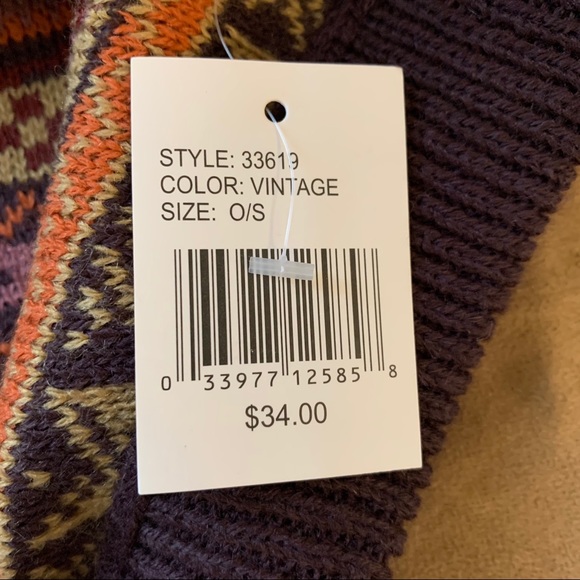 STYLE: 33619
COLOR: VINTAGE
SIZE: O/S
0 33977 12585 8
$34.00